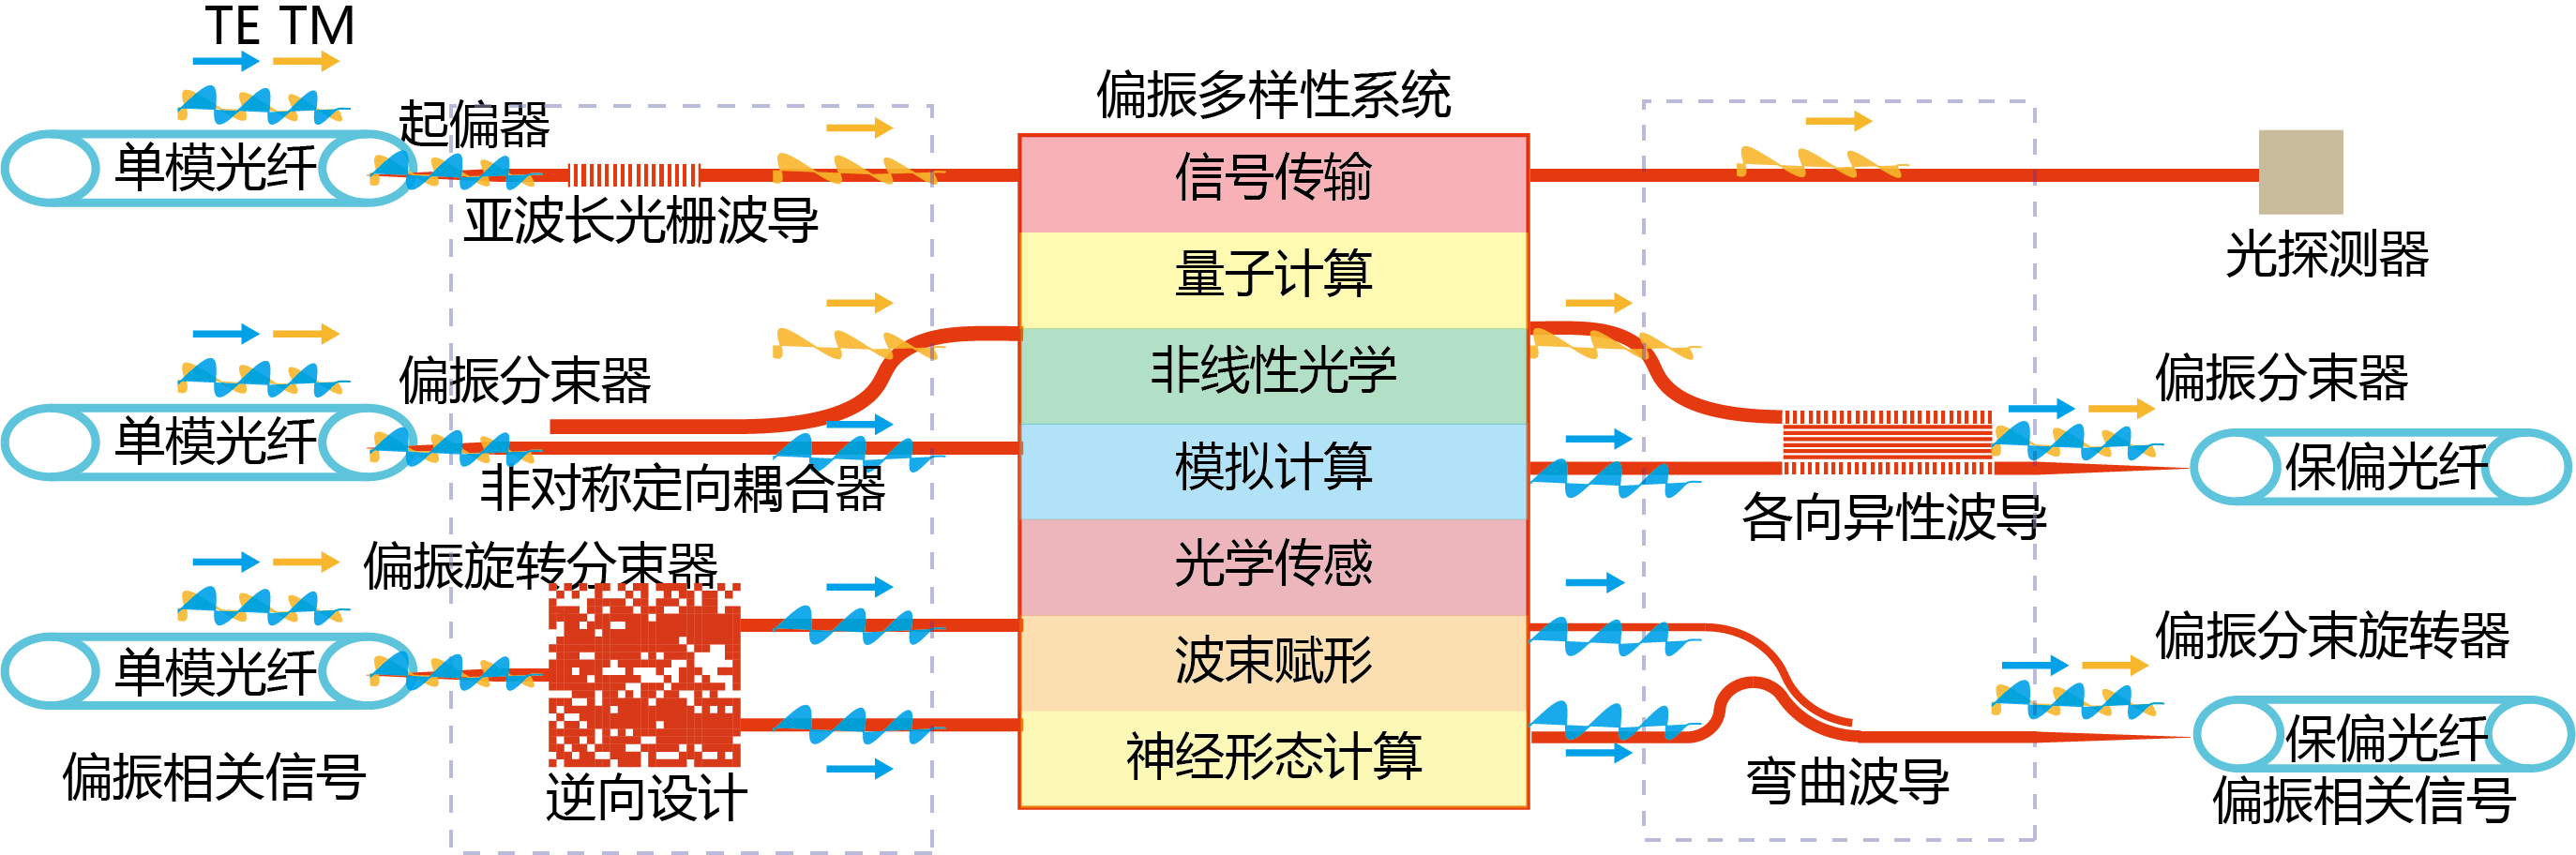 TE TM
起偏器
单模光纤
亚波长光栅波导
偏振多样性系统
信号传输
量子计算
非线性光学
模拟计算
光学传感
波束赋形
神经形态计算
光探测器
偏振分束器
单模光纤
非对称定向耦合器
偏振分束器
保偏光纤
各向异性波导
偏振旋转分束器
单模光纤
逆向设计
偏振相关信号
偏振分束旋转器
保偏光纤
弯曲波导
偏振相关信号